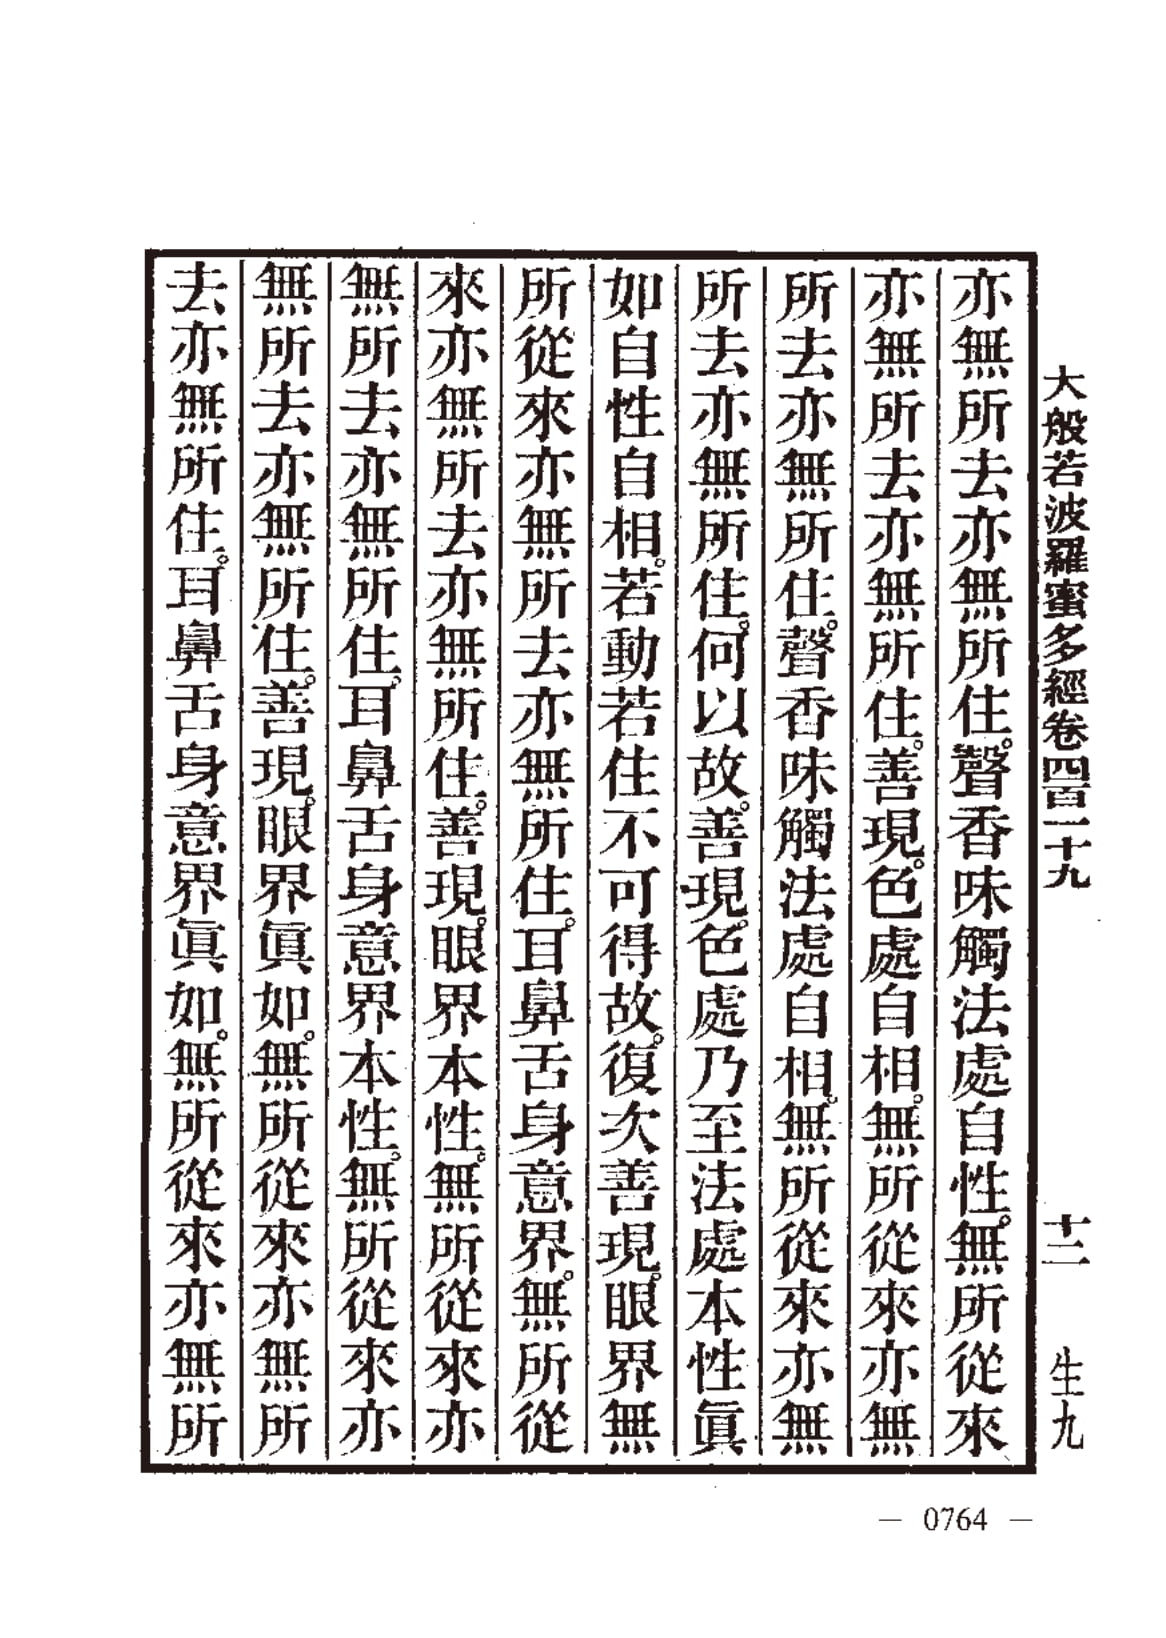 大般若波羅蜜多經卷四百一十九　十二　生九
亦無所去亦無所住。聲香味觸法處自性。無所從來
亦無所去亦無所住。善現。色處自相。無所從來亦無
所去亦無所住。聲香味觸法處自相。無所從來亦無
所去亦無所住。何以故。善現。色處乃至法處本性眞
如自性自相。若動若住不可得故。復次善現。眼界無
所從來亦無所去亦無所住。耳鼻舌身意界。無所從
來亦無所去亦無所住。善現。眼界本性。無所從來亦
無所去亦無所住。耳鼻舌身意界本性。無所從來亦
無所去亦無所住。善現。眼界眞如。無所從來亦無所
去亦無所住。耳鼻舌身意界眞如。無所從來亦無所
— 0764 —